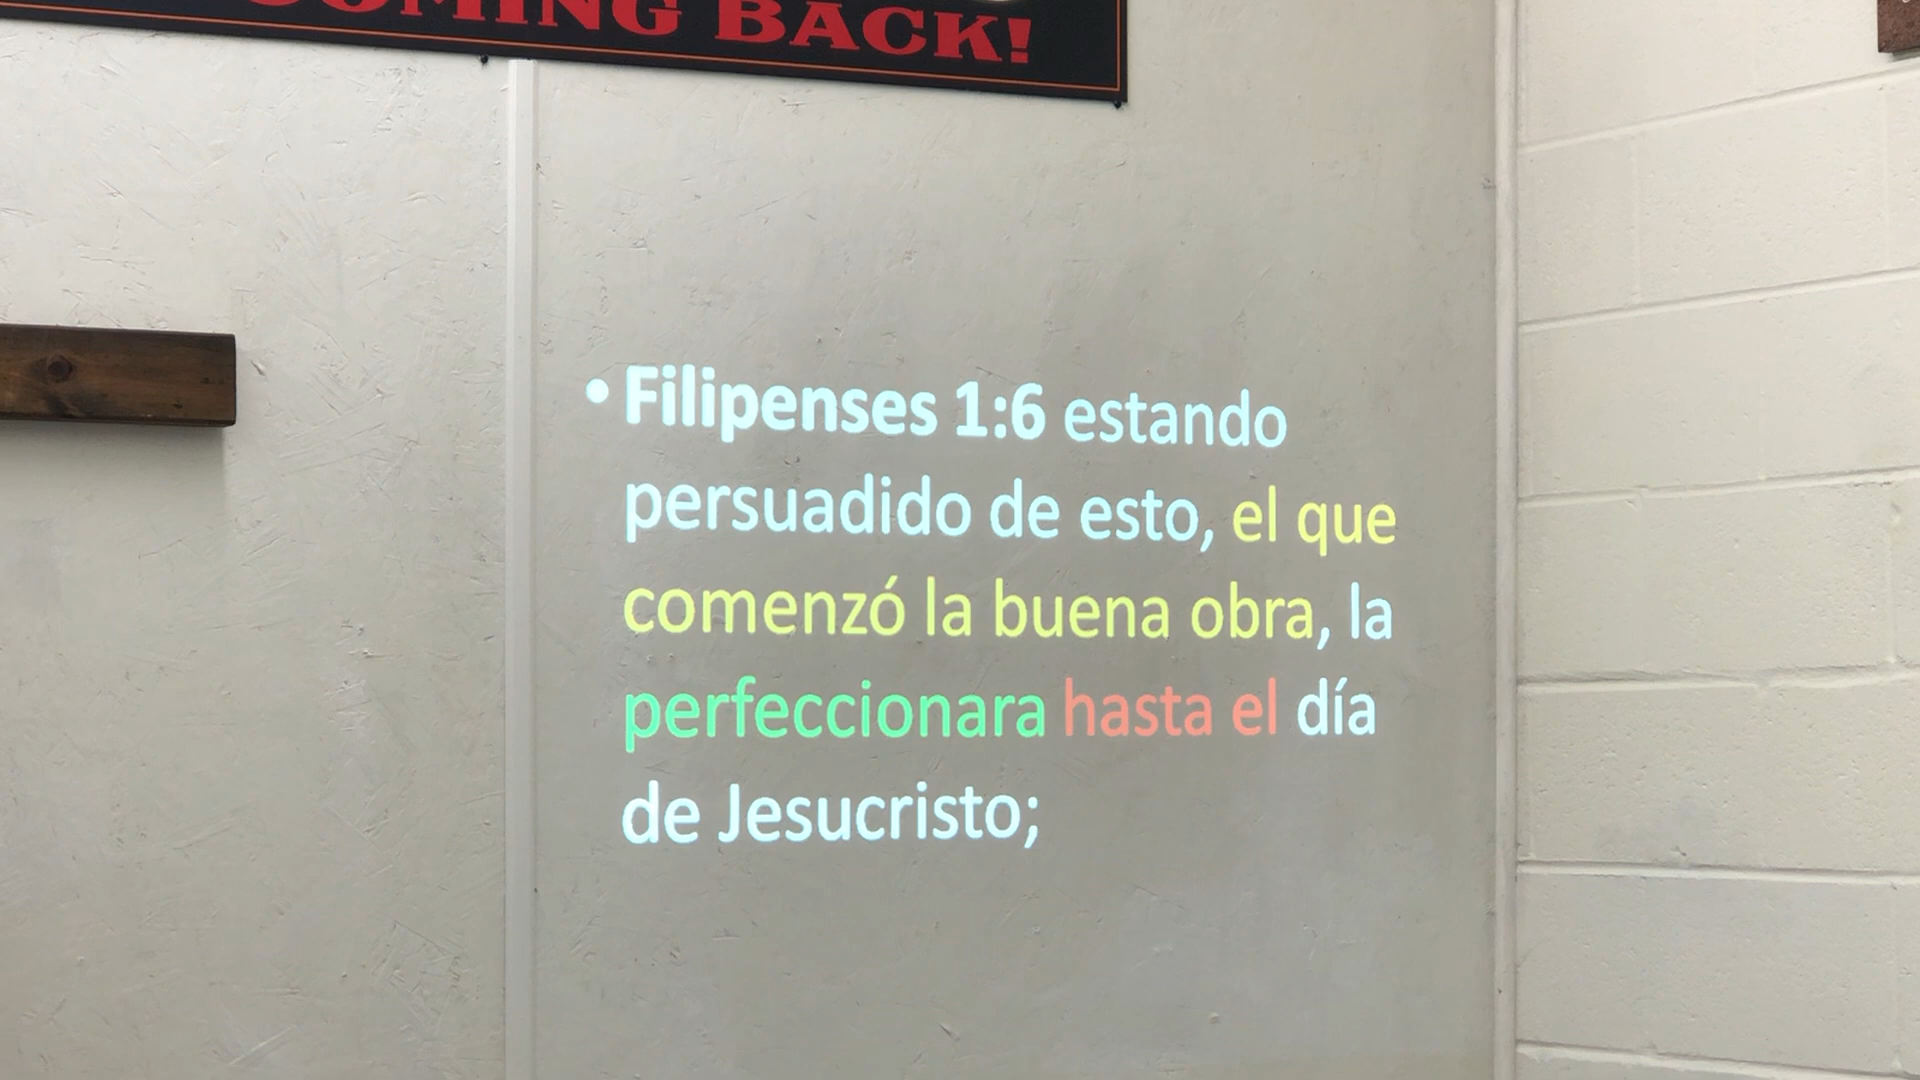 COMING BACK!
• Filipenses 1:6 estando
persuadido de esto, el que
comenzó la buena obra, la
perfeccionara hasta el día
de Jesucristo;